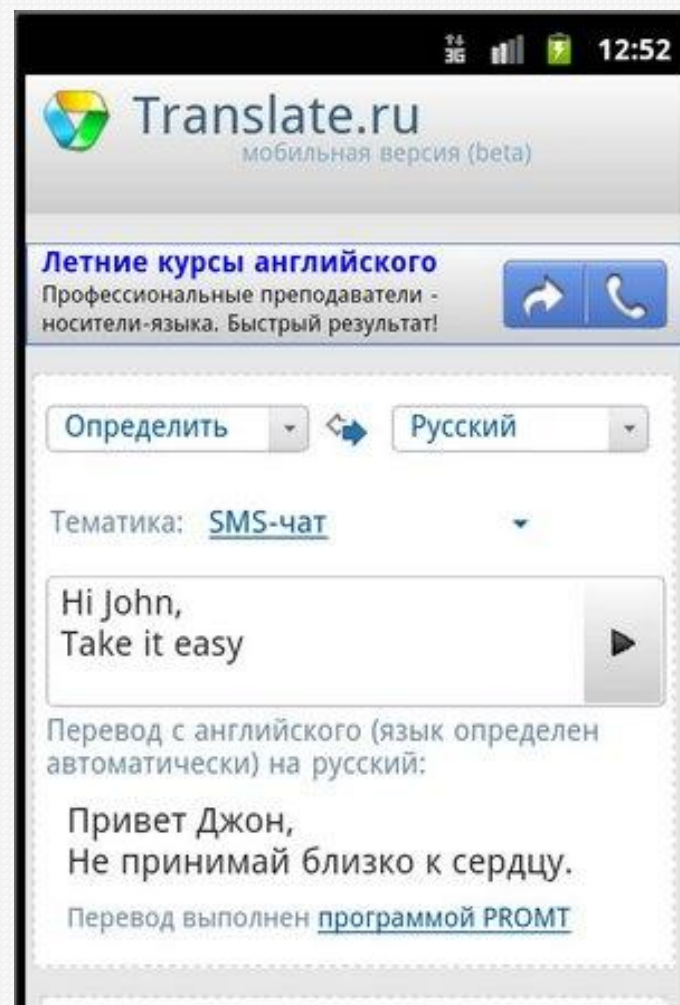 3G 12:52
Translate.ru
мобильная версия (beta)
Летние курсы английского
Профессиональные преподаватели -
носители-языка. Быстрый результат!
Определить Русский
Тематика: SMS-чат
Hi John,
Take it easy
Перевод с английского (язык определен
автоматически) на русский:
Привет Джон,
Не принимай близко к сердцу.
Перевод выполнен программой PROMT